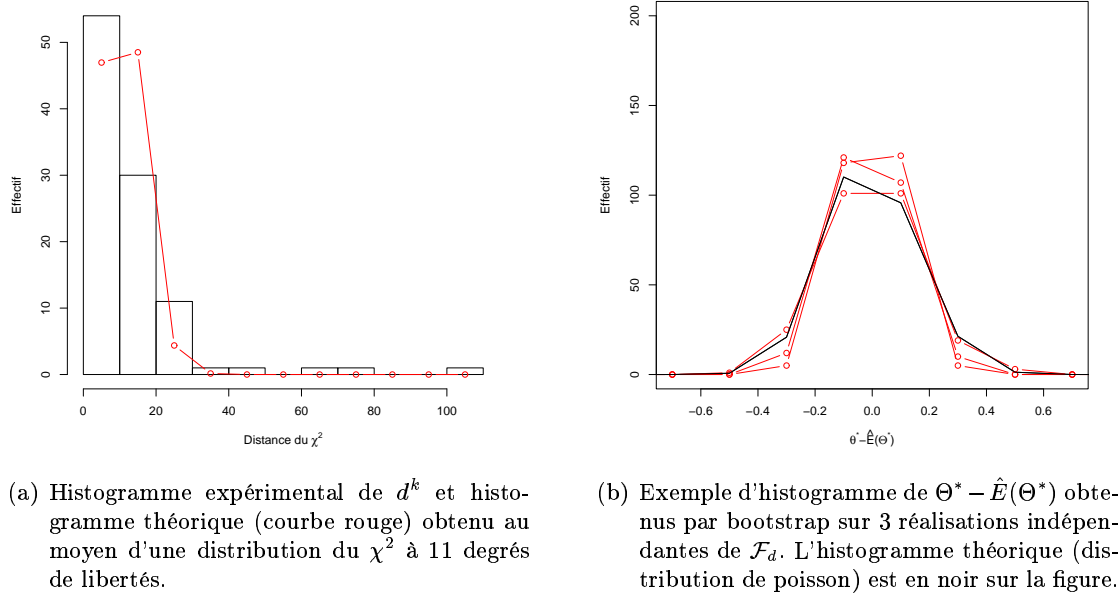 50
40
30
20
10
0
Effectif
0 20 40 60 80 100
Distance du χ²
200
150
100
50
0
Effectif
−0.6 −0.4 −0.2 0.0 0.2 0.4 0.6
θ*−Ê(Θ*)
(a) Histogramme expérimental de dᵏ et histo-
gramme théorique (courbe rouge) obtenu au
moyen d'une distribution du χ² à 11 degrés
de libertés.
(b) Exemple d'histogramme de Θ* − Ê(Θ*) obte-
nus par bootstrap sur 3 réalisations indépen-
dantes de ℱ_d. L'histogramme théorique (dis-
tribution de poisson) est en noir sur la figure.